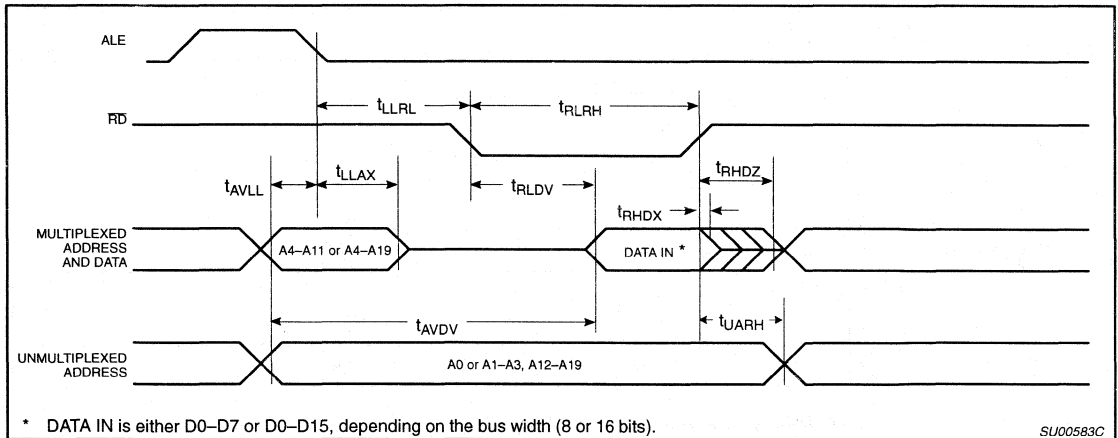 ALE
tLLRL
tRLRH
RD
tAVLL
tLLAX
tRLDV
tRHDZ
tRHDX
MULTIPLEXED
ADDRESS
AND DATA
A4–A11 or A4–A19
DATA IN *
tAVDV
tUARH
UNMULTIPLEXED
ADDRESS
A0 or A1–A3, A12–A19
* DATA IN is either D0–D7 or D0–D15, depending on the bus width (8 or 16 bits).
SU00583C